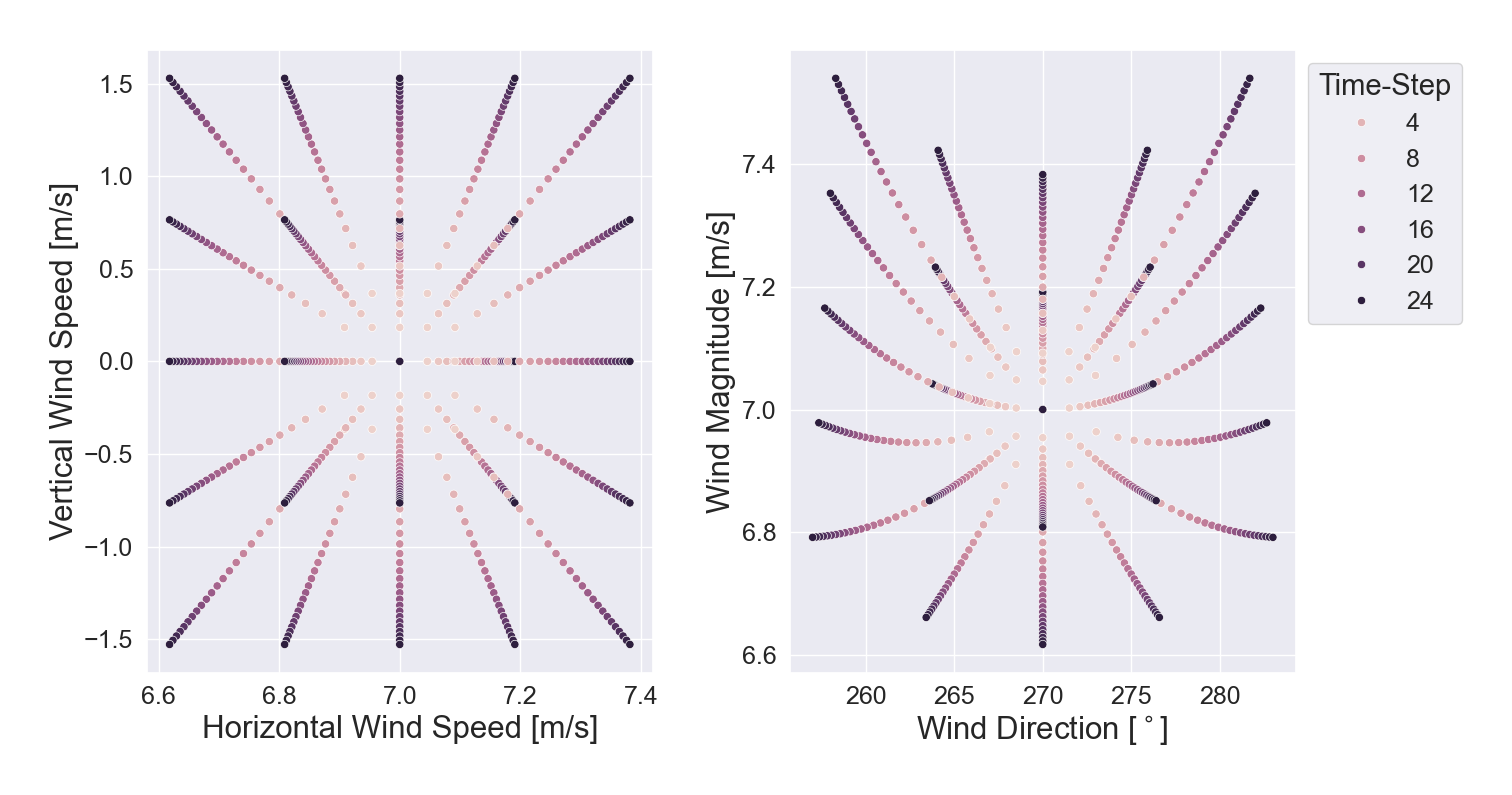 Vertical Wind Speed [m/s]
1.5
1.0
0.5
0.0
−0.5
−1.0
−1.5
6.6 6.8 7.0 7.2 7.4
Horizontal Wind Speed [m/s]
Wind Magnitude [m/s]
7.4
7.2
7.0
6.8
6.6
260 265 270 275 280
Wind Direction [°]
Time-Step
4
8
12
16
20
24